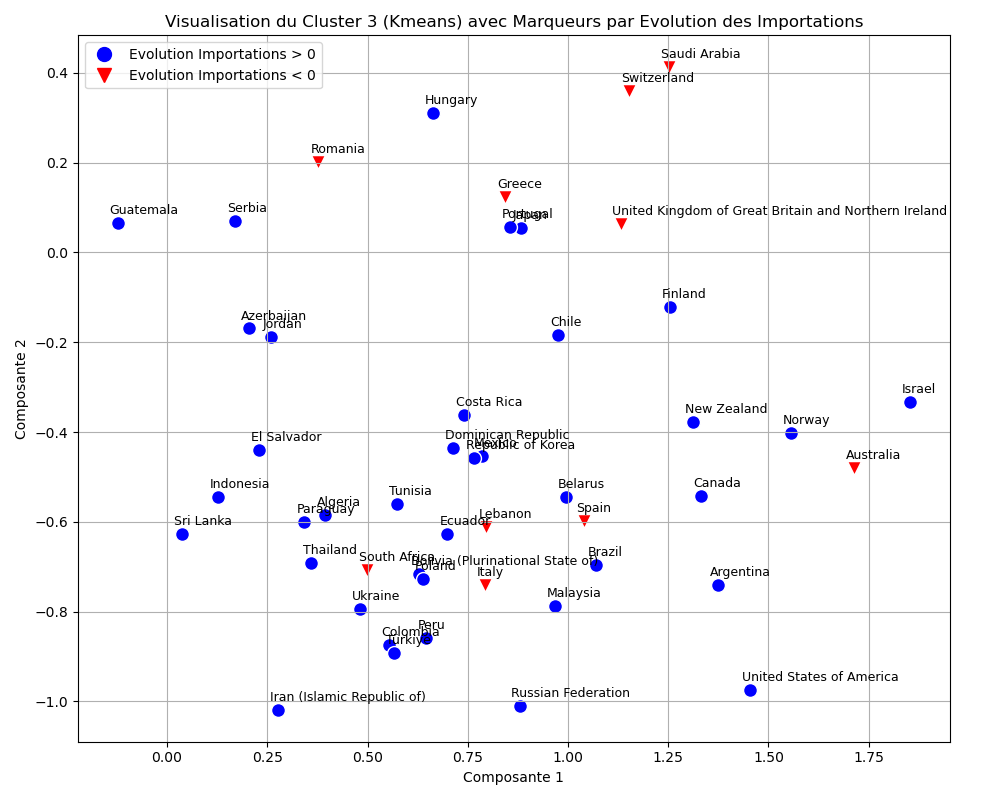 Visualisation du Cluster 3 (Kmeans) avec Marqueurs par Evolution des Importations
Evolution Importations > 0
Evolution Importations < 0
Saudi Arabia
Switzerland
Hungary
Romania
Greece
Guatemala
Serbia
Portugal
Japan
United Kingdom of Great Britain and Northern Ireland
Finland
Azerbaijan
Jordan
Chile
Israel
Costa Rica
New Zealand
Norway
El Salvador
Dominican Republic
Mexico
Republic of Korea
Australia
Indonesia
Tunisia
Belarus
Canada
Sri Lanka
Paraguay
Algeria
Ecuador
Lebanon
Spain
Thailand
South Africa
Bolivia (Plurinational State of)
Poland
Italy
Brazil
Argentina
Ukraine
Malaysia
Colombia
Türkiye
Peru
Iran (Islamic Republic of)
Russian Federation
United States of America
0.4
0.2
0.0
−0.2
−0.4
−0.6
−0.8
−1.0
Composante 2
0.00 0.25 0.50 0.75 1.00 1.25 1.50 1.75
Composante 1